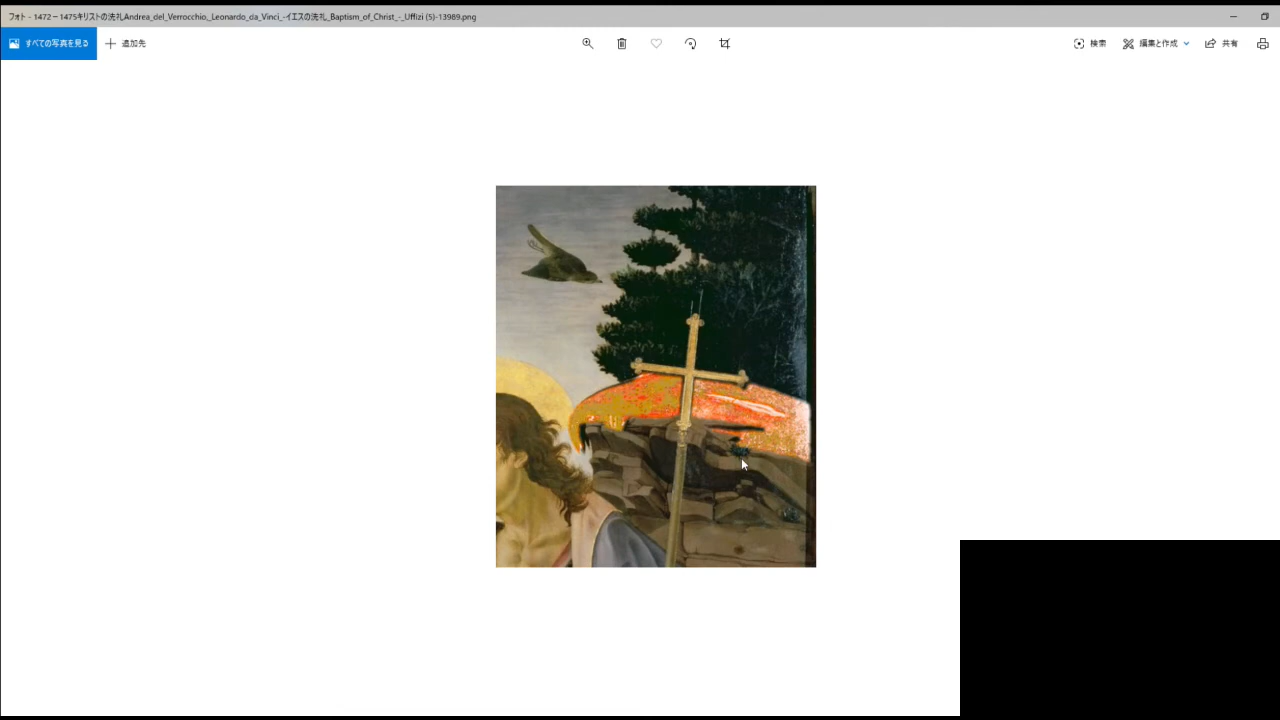 フォト - 1472－1475キリストの洗礼Andrea_del_Verrocchio,_Leonardo_da_Vinci_-イエスの洗礼_Baptism_of_Christ_-_Uffizi (5)-13989.png
すべての写真を見る 追加先 検索 編集と作成 共有